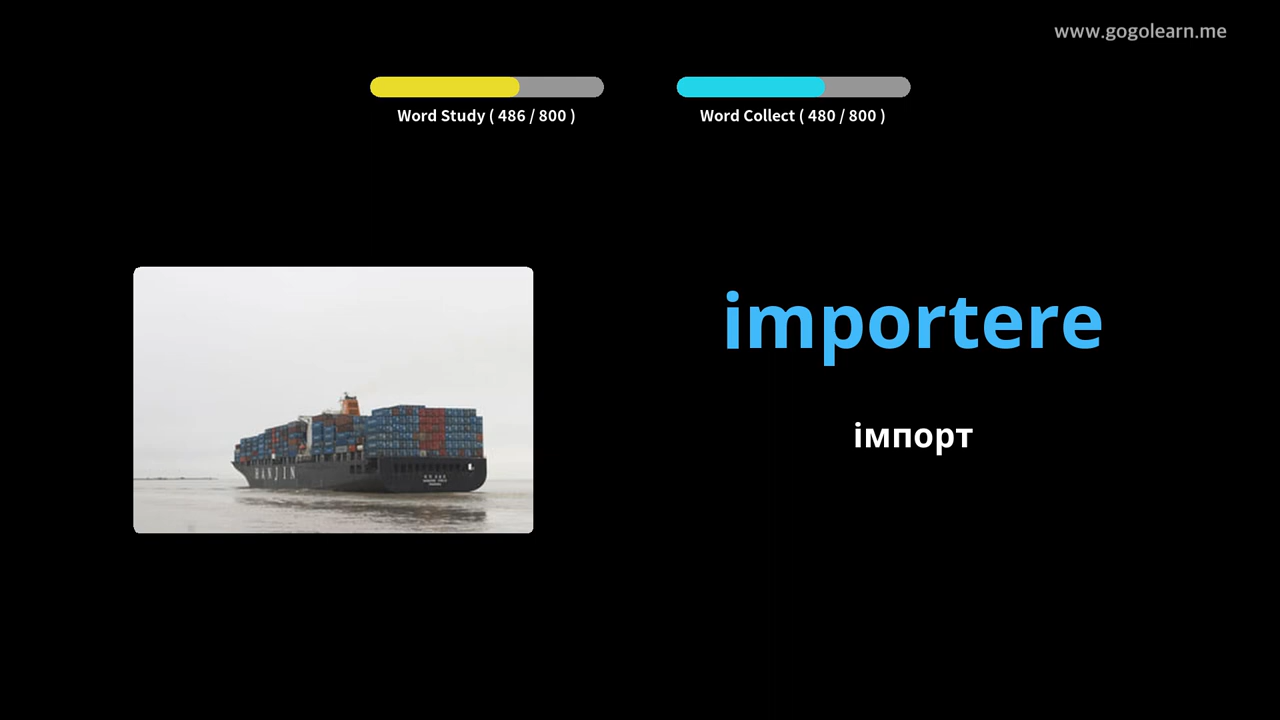 www.gogolearn.me
Word Study ( 486 / 800 )
Word Collect ( 480 / 800 )
importere
імпорт
HANJIN